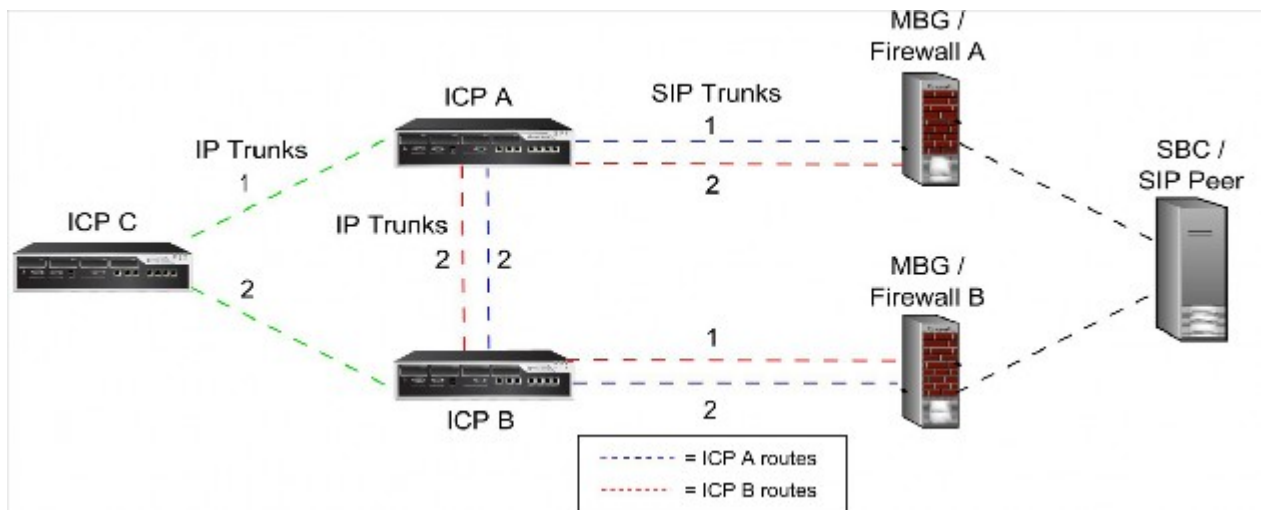 MBG /
Firewall A
ICP A
SIP Trunks
1
IP Trunks
1
2
SBC /
SIP Peer
ICP C
IP Trunks
2
2
2
MBG /
Firewall B
1
2
ICP B
= ICP A routes
= ICP B routes